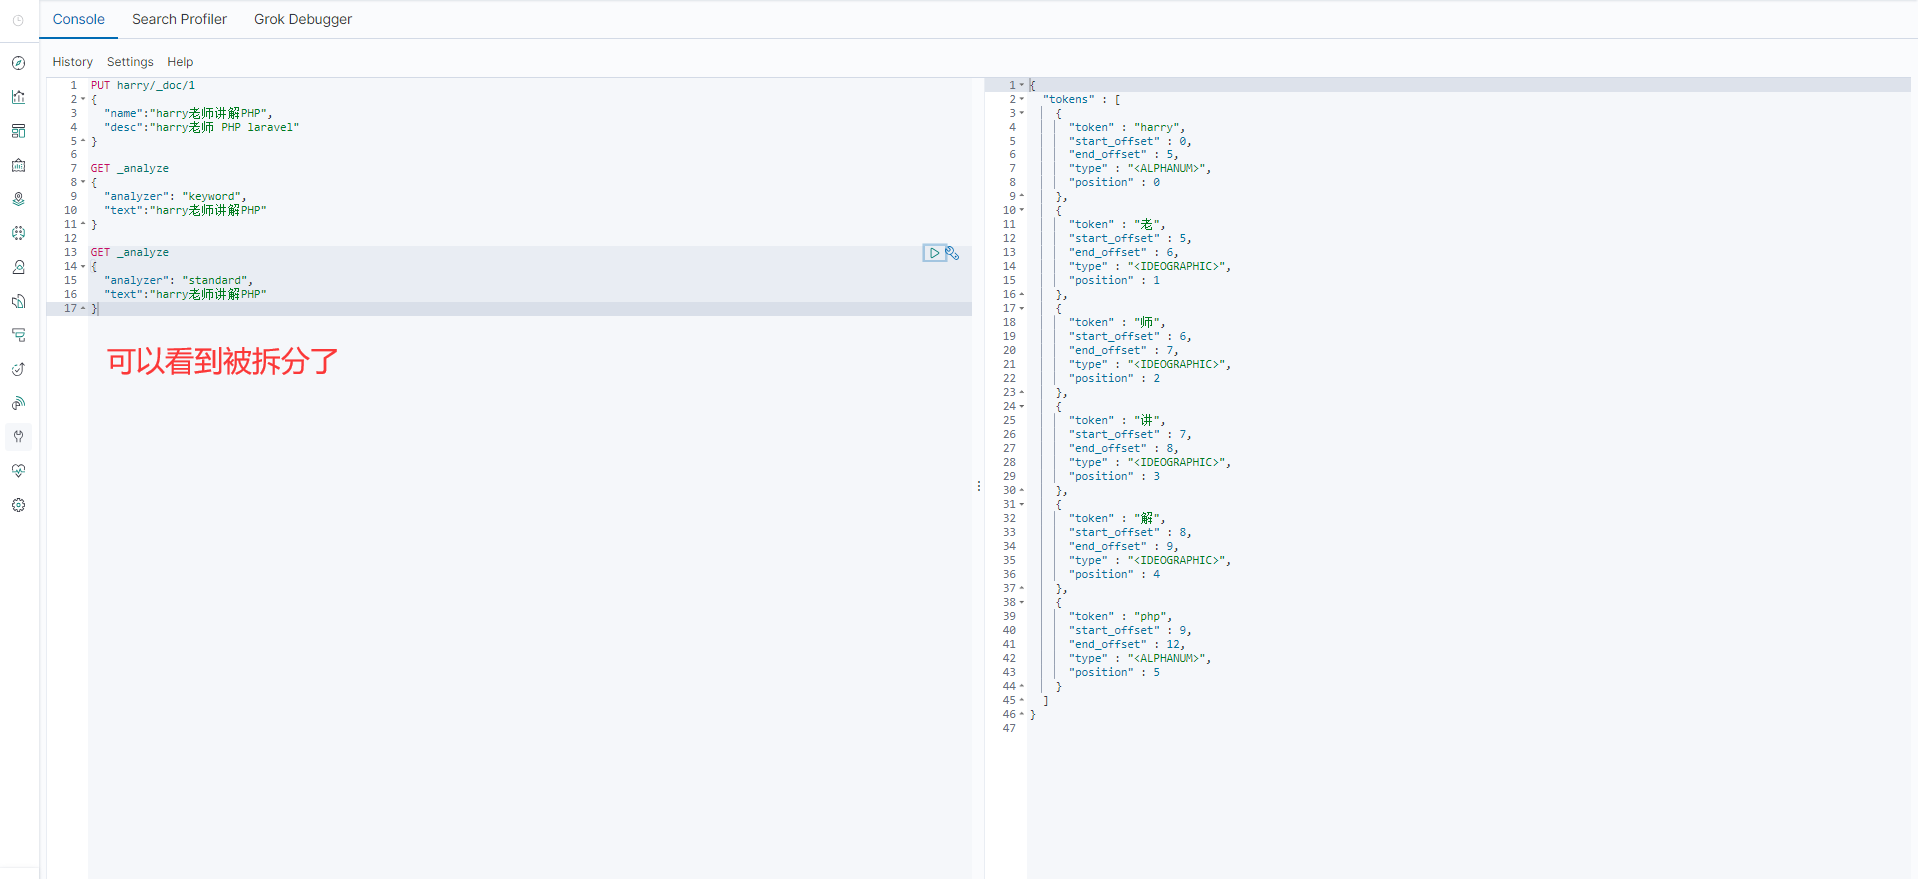 Console Search Profiler Grok Debugger
History Settings Help
1 PUT harry/_doc/1
2 {
3 "name":"harry老师讲解PHP",
4 "desc":"harry老师 PHP laravel"
5 }
6
7 GET _analyze
8 {
9 "analyzer": "keyword",
10 "text":"harry老师讲解PHP"
11 }
12
13 GET _analyze
14 {
15 "analyzer": "standard",
16 "text":"harry老师讲解PHP"
17 }
可以看到被拆分了
1 {
2 "tokens" : [
3 {
4 "token" : "harry",
5 "start_offset" : 0,
6 "end_offset" : 5,
7 "type" : "<ALPHANUM>",
8 "position" : 0
9 },
10 {
11 "token" : "老",
12 "start_offset" : 5,
13 "end_offset" : 6,
14 "type" : "<IDEOGRAPHIC>",
15 "position" : 1
16 },
17 {
18 "token" : "师",
19 "start_offset" : 6,
20 "end_offset" : 7,
21 "type" : "<IDEOGRAPHIC>",
22 "position" : 2
23 },
24 {
25 "token" : "讲",
26 "start_offset" : 7,
27 "end_offset" : 8,
28 "type" : "<IDEOGRAPHIC>",
29 "position" : 3
30 },
31 {
32 "token" : "解",
33 "start_offset" : 8,
34 "end_offset" : 9,
35 "type" : "<IDEOGRAPHIC>",
36 "position" : 4
37 },
38 {
39 "token" : "php",
40 "start_offset" : 9,
41 "end_offset" : 12,
42 "type" : "<ALPHANUM>",
43 "position" : 5
44 }
45 ]
46 }
47